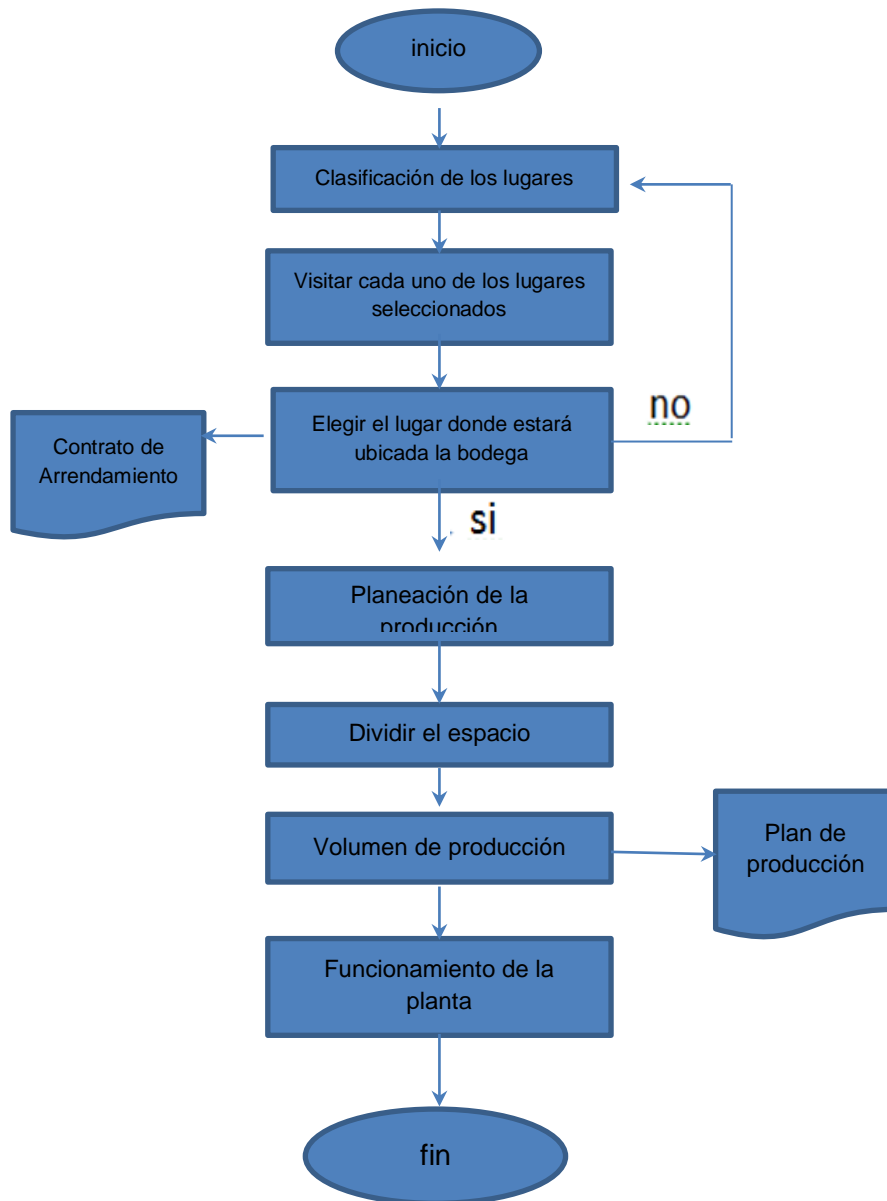 inicio
Clasificación de los lugares
Visitar cada uno de los lugares
seleccionados
no
Elegir el lugar donde estará
ubicada la bodega
Contrato de
Arrendamiento
si
Planeación de la
producción
Dividir el espacio
Volumen de producción
Plan de
producción
Funcionamiento de la
planta
fin